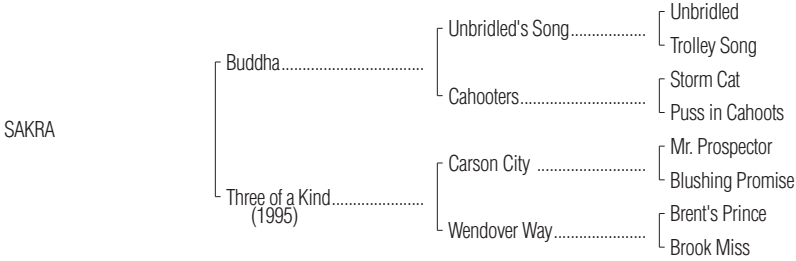 Unbridled
Unbridled's Song..................
Trolley Song
Buddha..................................
Storm Cat
Cahooters..............................
Puss in Cahoots
SAKRA
Mr. Prospector
Carson City ..........................
Blushing Promise
Three of a Kind......................
(1995)
Brent's Prince
Wendover Way......................
Brook Miss